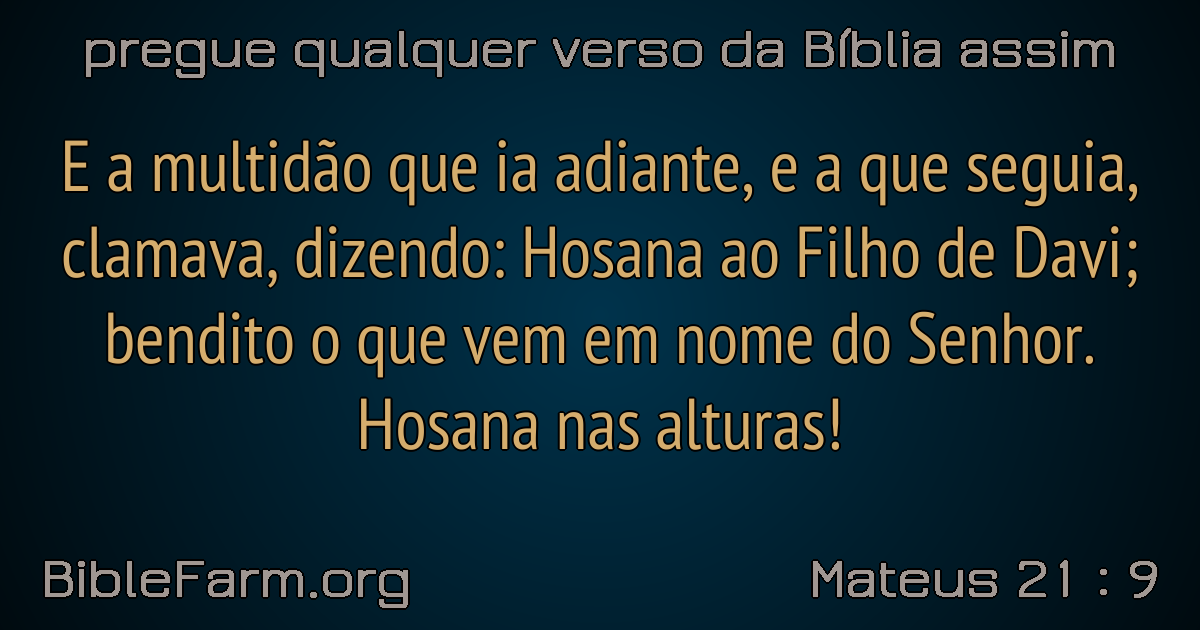 pregue qualquer verso da Bíblia assim
E a multidão que ia adiante, e a que seguia,
clamava, dizendo: Hosana ao Filho de Davi;
bendito o que vem em nome do Senhor.
Hosana nas alturas!
BibleFarm.org
Mateus 21 : 9